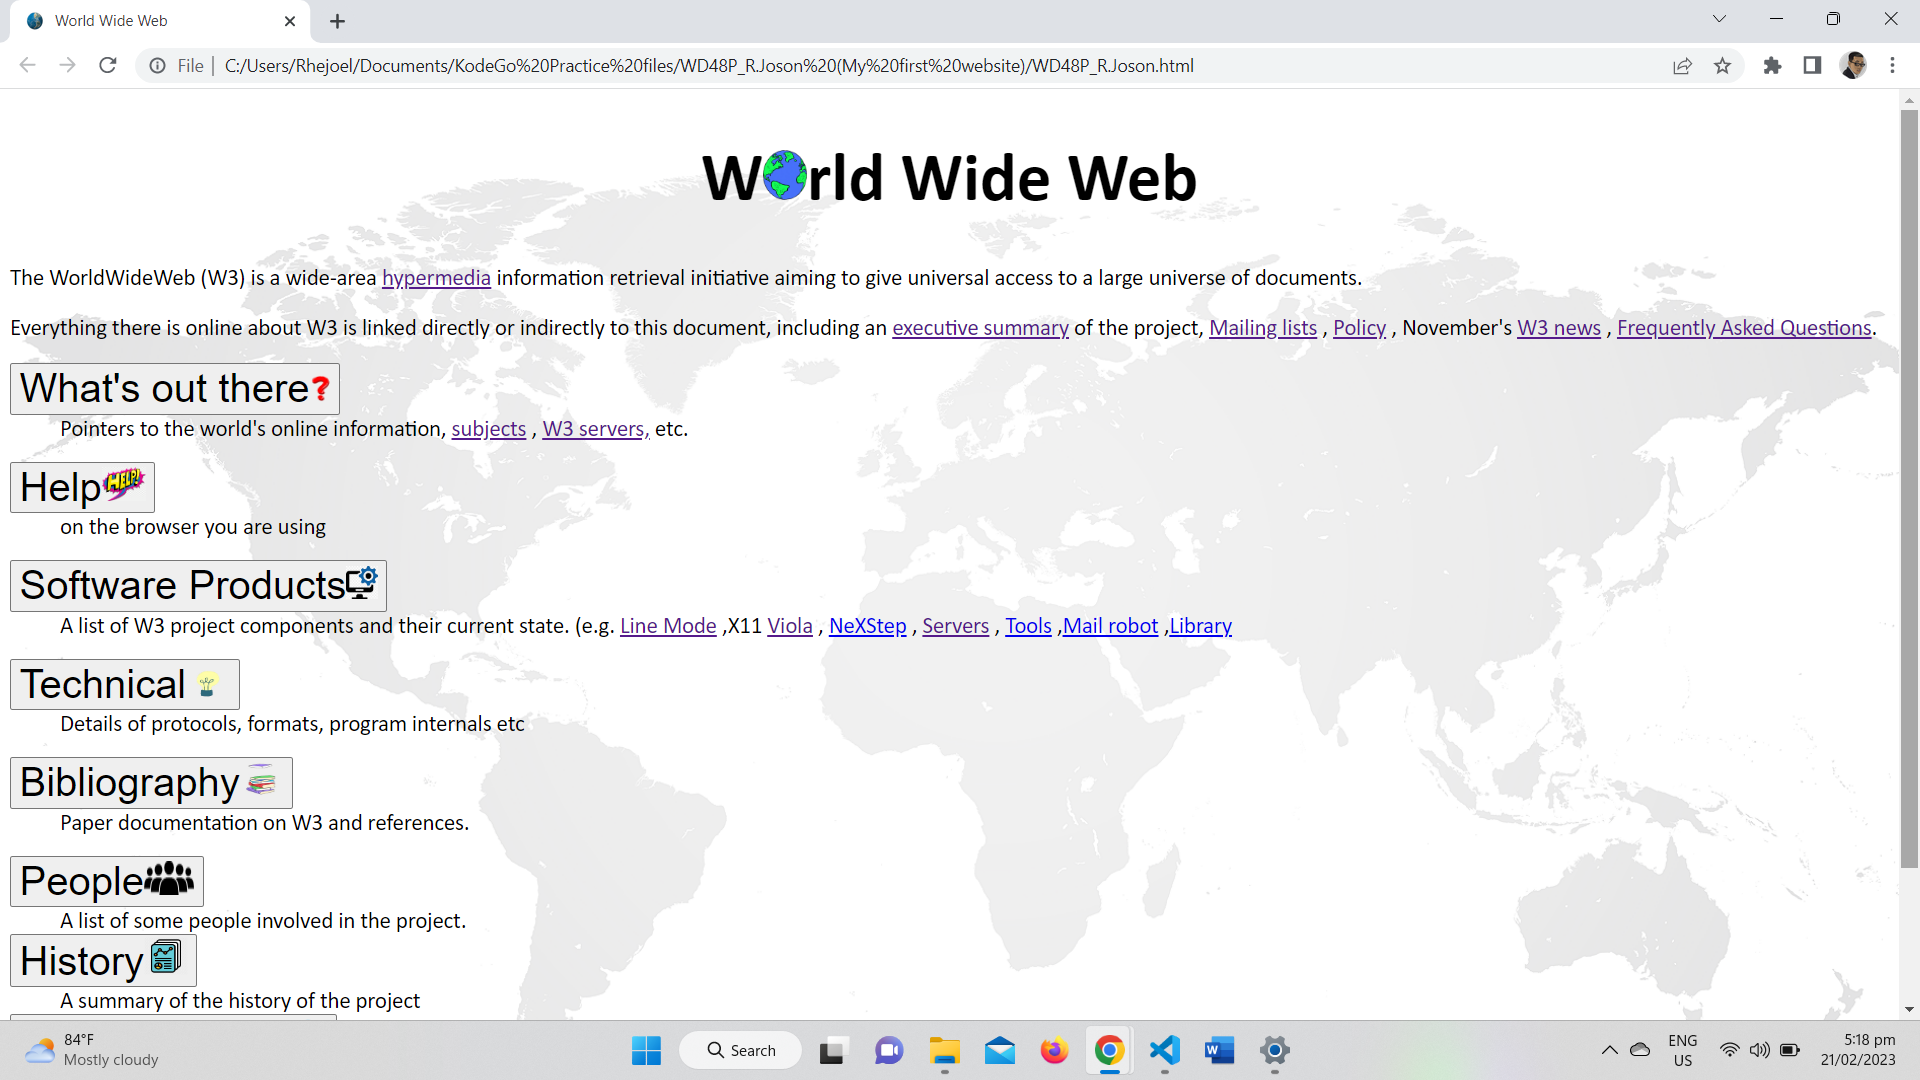 World Wide Web
File | C:/Users/Rhejoel/Documents/KodeGo%20Practice%20files/WD48P_R.Joson%20(My%20first%20website)/WD48P_R.Joson.html
W rld Wide Web
The WorldWideWeb (W3) is a wide-area hypermedia information retrieval initiative aiming to give universal access to a large universe of documents.
Everything there is online about W3 is linked directly or indirectly to this document, including an executive summary of the project, Mailing lists , Policy , November's W3 news , Frequently Asked Questions.
What's out there?
Pointers to the world's online information, subjects , W3 servers, etc.
Help HELP!
on the browser you are using
Software Products
A list of W3 project components and their current state. (e.g. Line Mode ,X11 Viola , NeXStep , Servers , Tools ,Mail robot ,Library
Technical
Details of protocols, formats, program internals etc
Bibliography
Paper documentation on W3 and references.
People
A list of some people involved in the project.
History
A summary of the history of the project
84°F
Mostly cloudy
Search
ENG
US
5:18 pm
21/02/2023